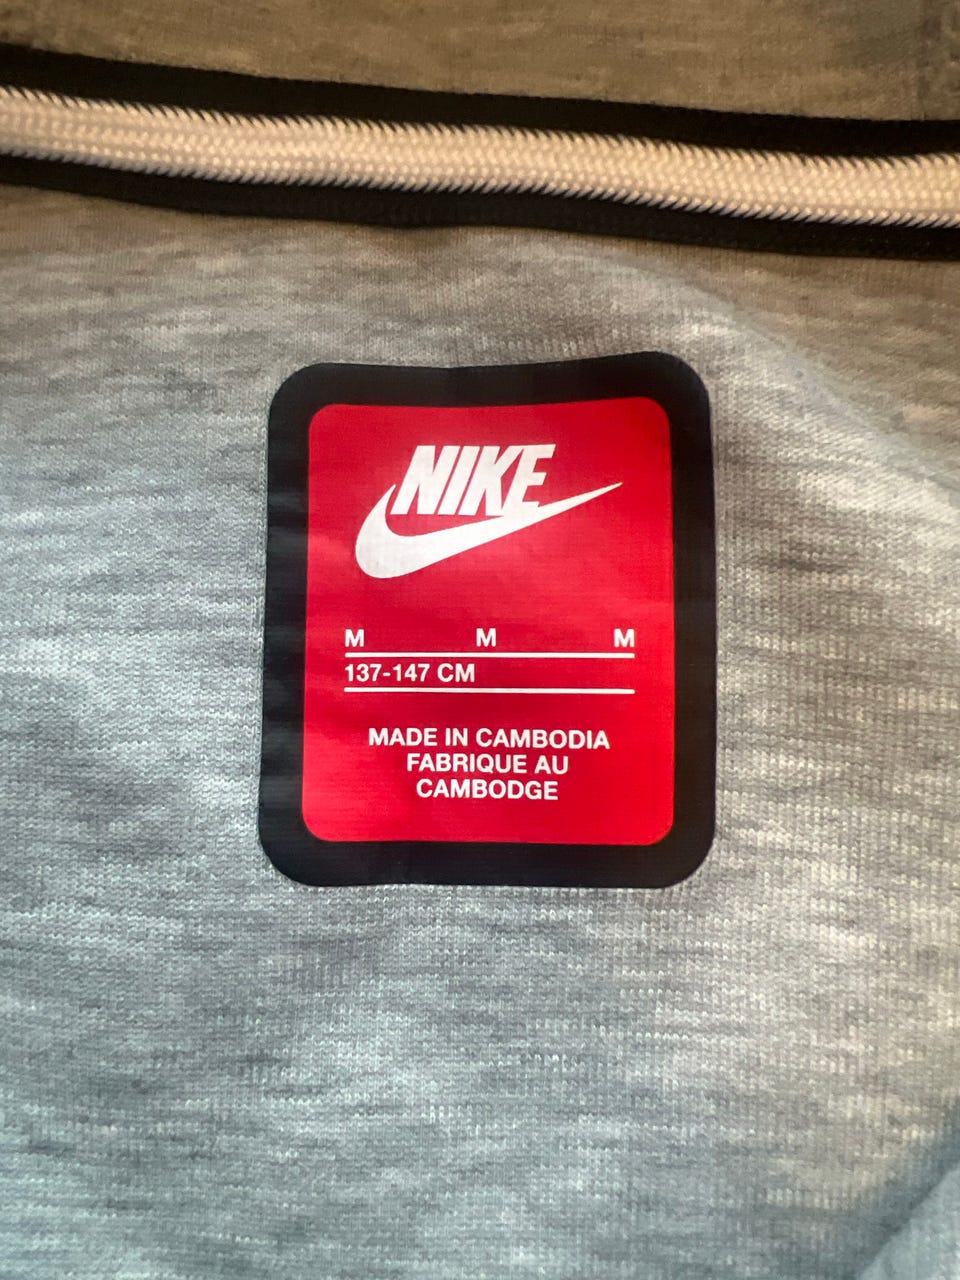 NIKE
M M M
137-147 CM
MADE IN CAMBODIA
FABRIQUE AU
CAMBODGE